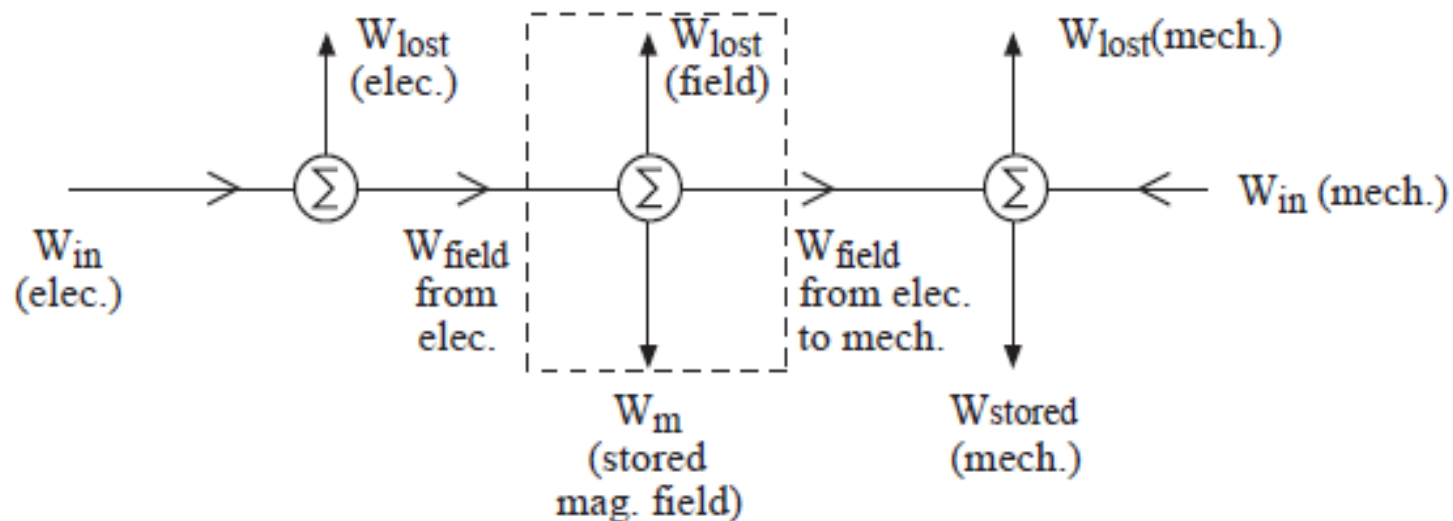 W_lost
(elec.)
W_lost
(field)
W_lost(mech.)
Σ
Σ
Σ
W_in (mech.)
W_in
(elec.)
W_field
from
elec.
W_field
from elec.
to mech.
W_m
(stored
mag. field)
W_stored
(mech.)